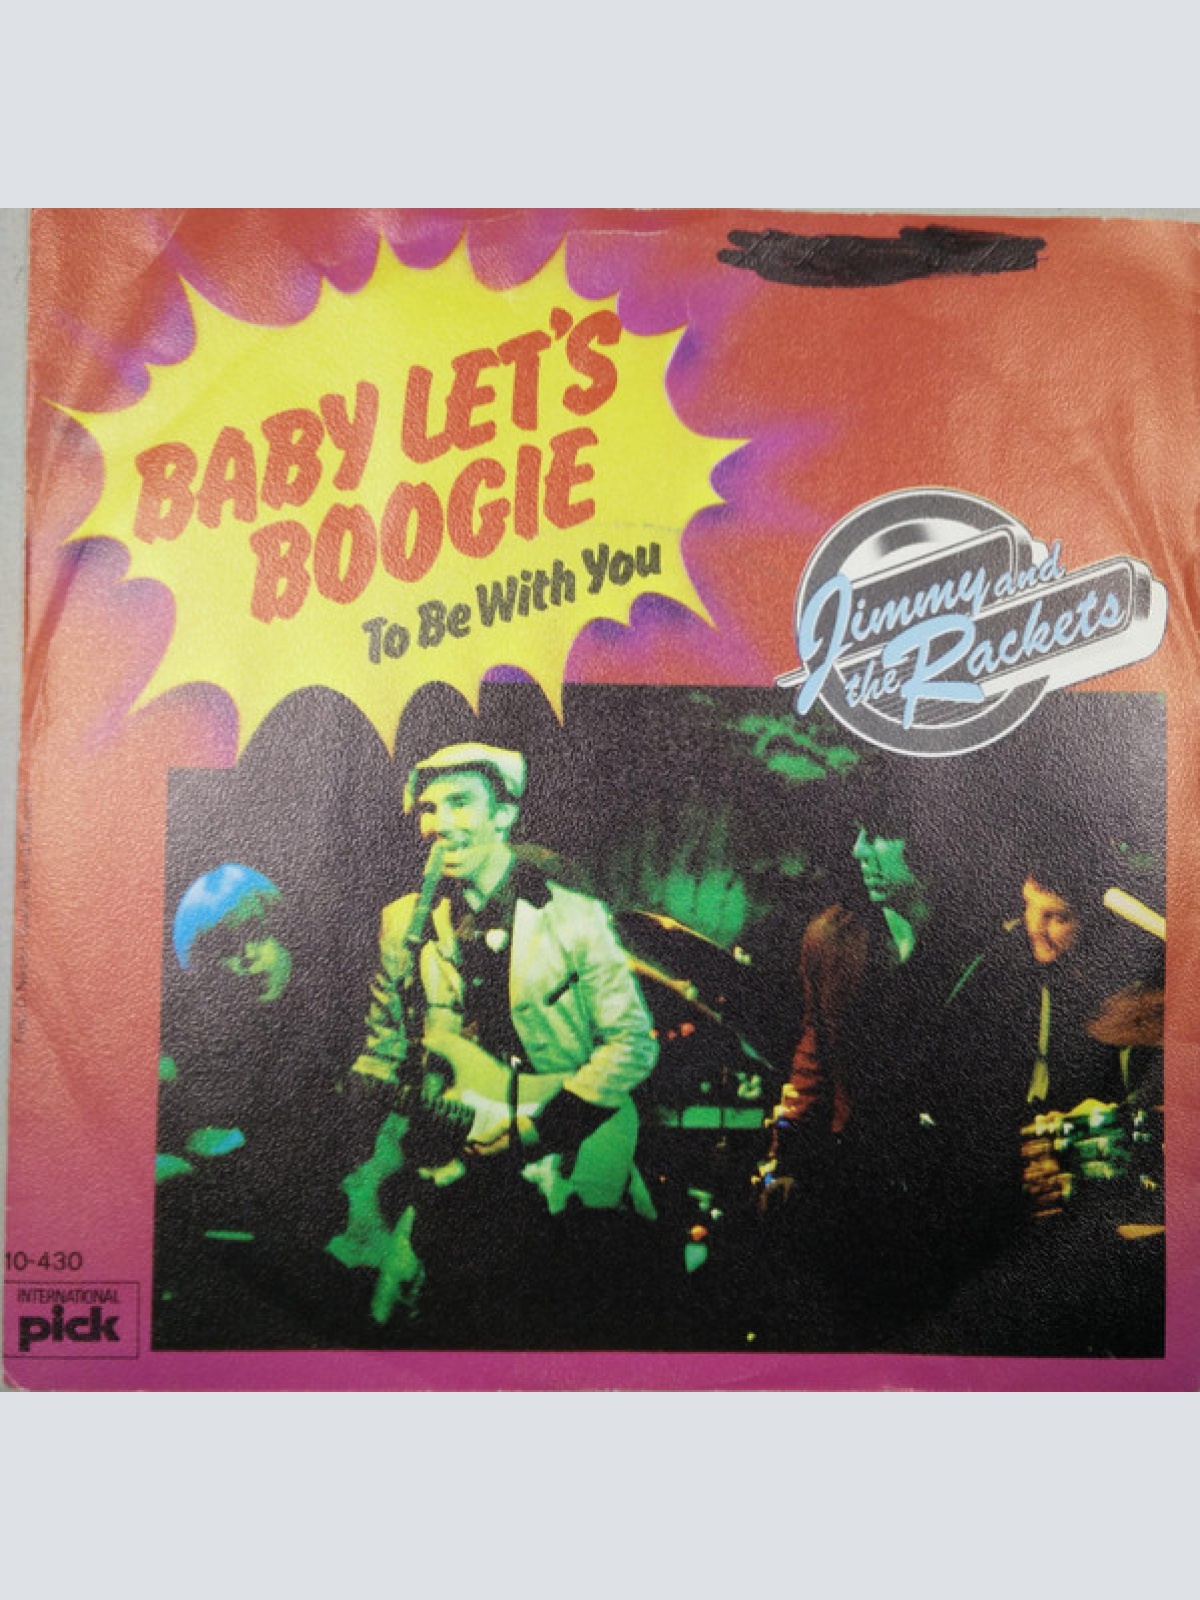 BABY LET'S
BOOGIE
To Be With You
Jimmy and
the Rackets
10-430
INTERNATIONAL
pick